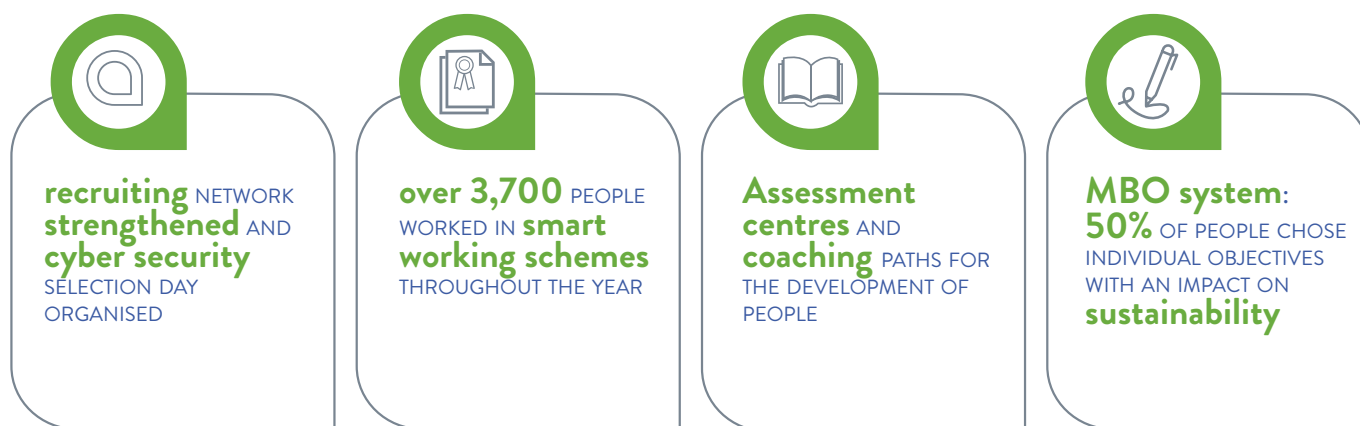 recruiting NETWORK
strengthened AND
cyber security
SELECTION DAY
ORGANISED
over 3,700 PEOPLE
WORKED IN smart
working schemes
THROUGHOUT THE YEAR
Assessment
centres AND
coaching PATHS FOR
THE DEVELOPMENT OF
PEOPLE
MBO system:
50% OF PEOPLE CHOSE
INDIVIDUAL OBJECTIVES
WITH AN IMPACT ON
sustainability